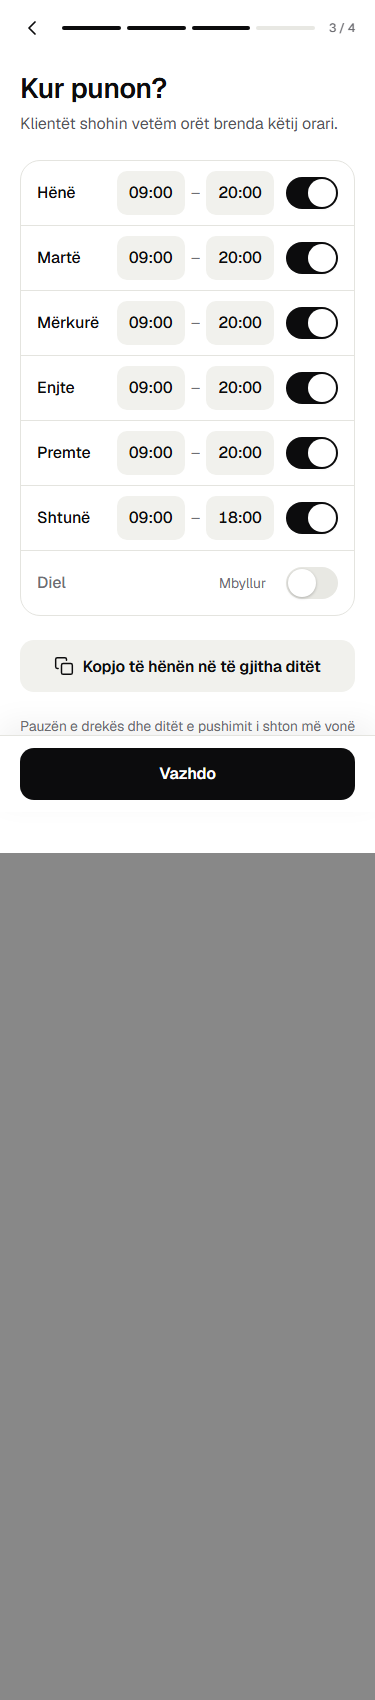 3 / 4
Kur punon?
Klientët shohin vetëm orët brenda këtij orari.
Hënë 09:00 – 20:00
Martë 09:00 – 20:00
Mërkurë 09:00 – 20:00
Enjte 09:00 – 20:00
Premte 09:00 – 20:00
Shtunë 09:00 – 18:00
Diel Mbyllur
Kopjo të hënën në të gjitha ditët
Pauzën e drekës dhe ditët e pushimit i shton më vonë
Vazhdo